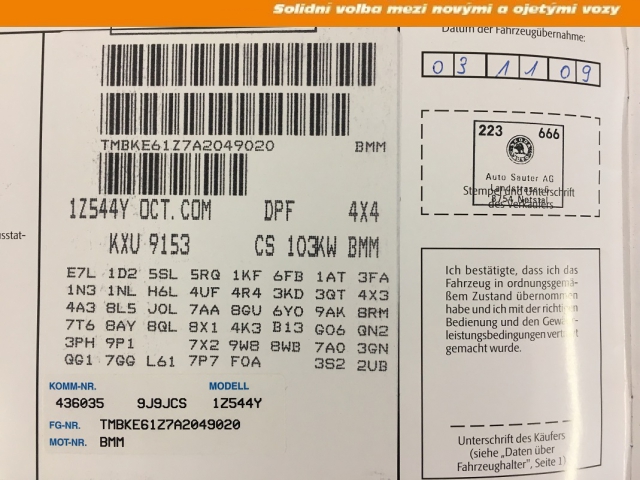 Solidní volba mezi novými a ojetými vozy
Datum der Fahrzeugübernahme:
03 11 09
TMBKE61Z7A2049020 BMM
223 666
Auto Sauter AG
Landstrasse
8754 Netstal
Stempel und Unterschrift
des Verkäufers
1Z544Y OCT.COM DPF 4X4
KXU 9153 CS 103KW BMM
E7L 1D2 5SL 5RQ 1KF 6FB 1AT 3FA
1N3 1NL H6L 4UF 4R4 3KD 3QT 4X3
4A3 8L5 JOL 7AA 8GU 6Y0 9AK 8RM
7T6 8AY 8QL 8X1 4K3 B13 G06 QN2
3PH 9P1 7X2 9W8 8WB 7A0 3GN
QG1 7GG L61 7P7 F0A 3S2 2UB
KOMM-NR. MODELL
436035 9J9JCS 1Z544Y
FG-NR. TMBKE61Z7A2049020
MOT-NR. BMM
Ich bestätigte, dass ich das
Fahrzeug in ordnungsgemä-
ßem Zustand übernommen
habe und ich mit der richtigen
Bedienung und den Gewähr-
leistungsbedingungen vertraut
gemacht wurde.
Unterschrift des Käufers
(siehe „Daten über
Fahrzeughalter", Seite 1)